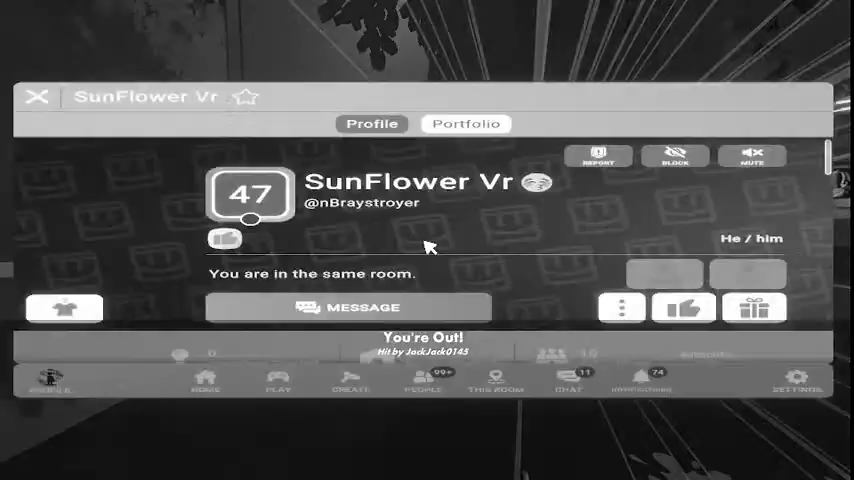 SunFlower Vr
Profile Portfolio
REPORT BLOCK MUTE
47
SunFlower Vr
@nBraystroyer
He / him
You are in the same room.
MESSAGE
You're Out!
Hit by JackJack0145
0 10
PROFILE HOME PLAY CREATE PEOPLE 99+ THIS ROOM CHAT 11 74 SETTINGS